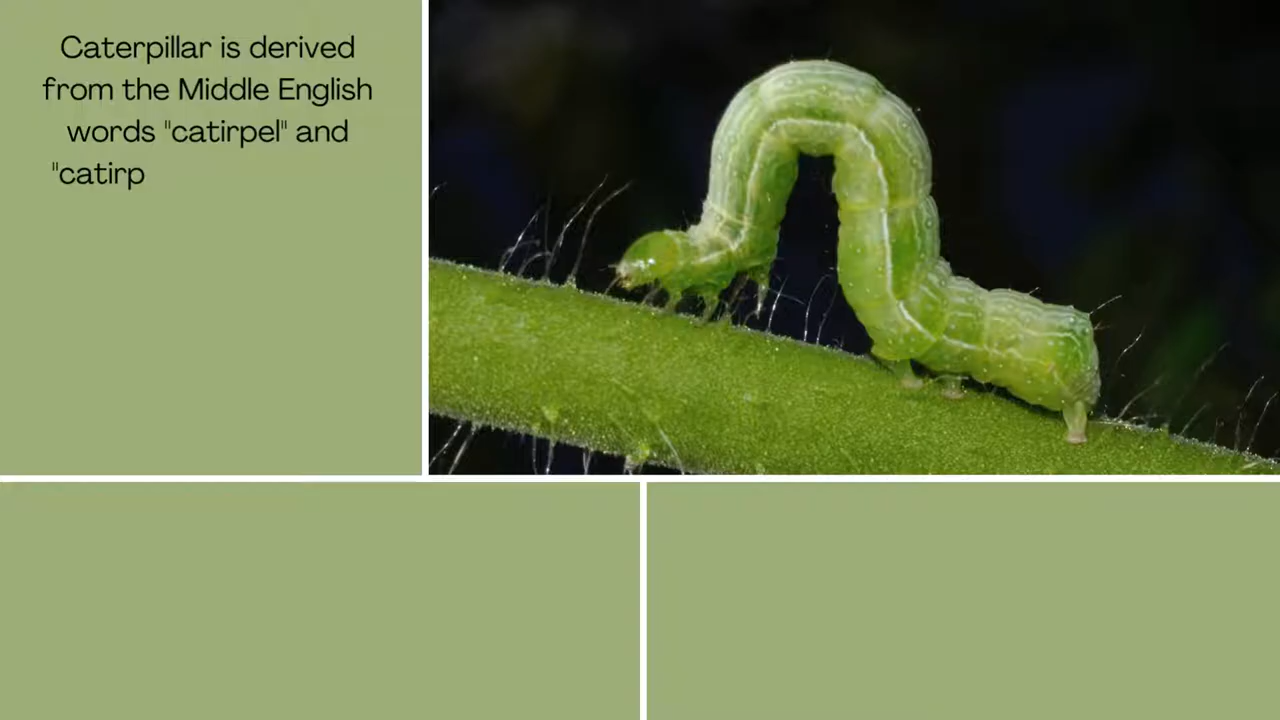 Caterpillar is derived
from the Middle English
words "catirpel" and
"catirp